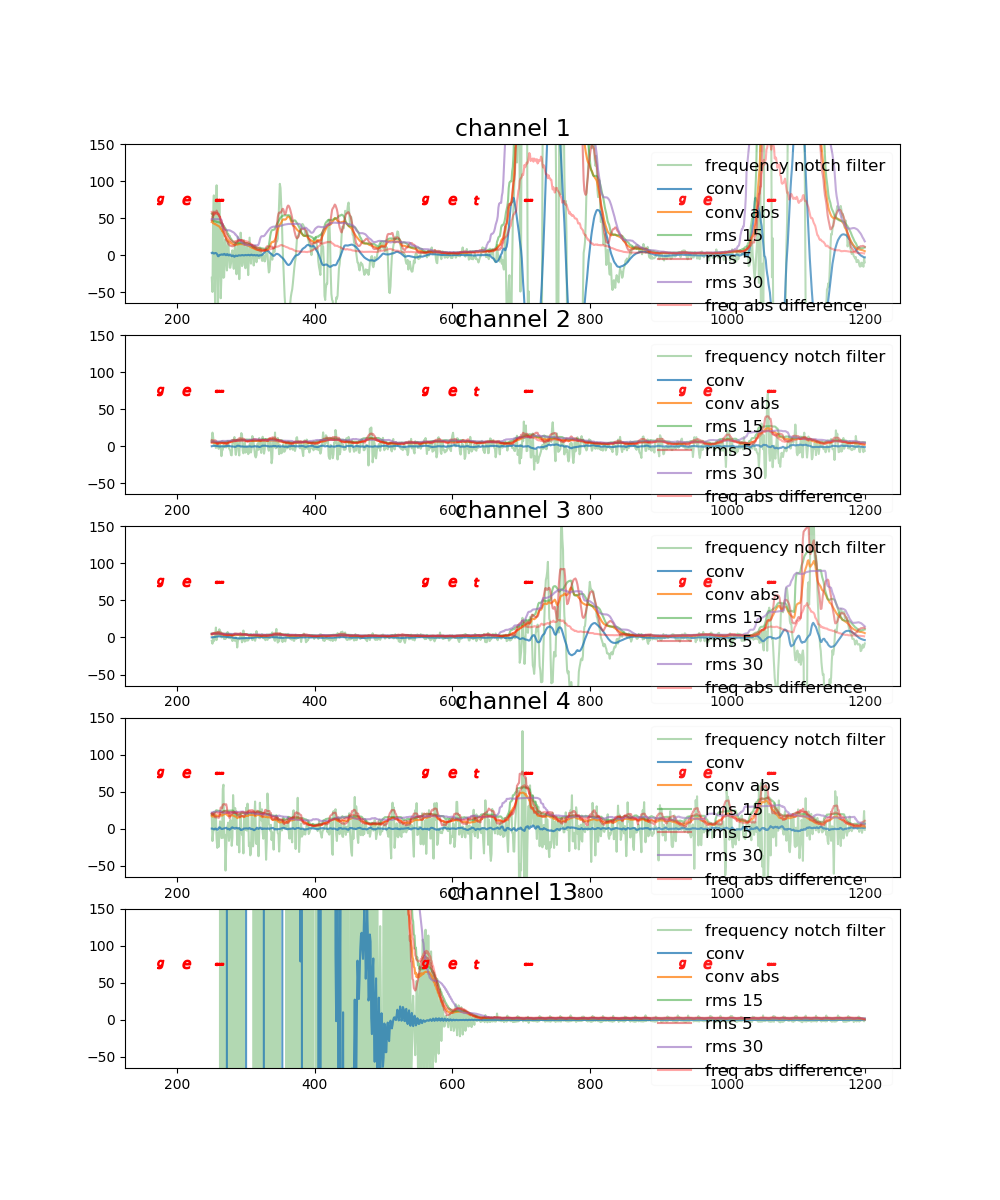 channel 1
150
100
50
0
−50
g e – g e t – g e –
frequency notch filter
conv
conv abs
rms 15
rms 5
rms 30
freq abs difference
200 400 600 800 1000 1200
channel 2
150
100
50
0
−50
g e – g e t – g e –
frequency notch filter
conv
conv abs
rms 15
rms 5
rms 30
freq abs difference
200 400 600 800 1000 1200
channel 3
150
100
50
0
−50
g e – g e t – g e –
frequency notch filter
conv
conv abs
rms 15
rms 5
rms 30
freq abs difference
200 400 600 800 1000 1200
channel 4
150
100
50
0
−50
g e – g e t – g e –
frequency notch filter
conv
conv abs
rms 15
rms 5
rms 30
freq abs difference
200 400 600 800 1000 1200
channel 13
150
100
50
0
−50
g e – g e t – g e –
frequency notch filter
conv
conv abs
rms 15
rms 5
rms 30
freq abs difference
200 400 600 800 1000 1200